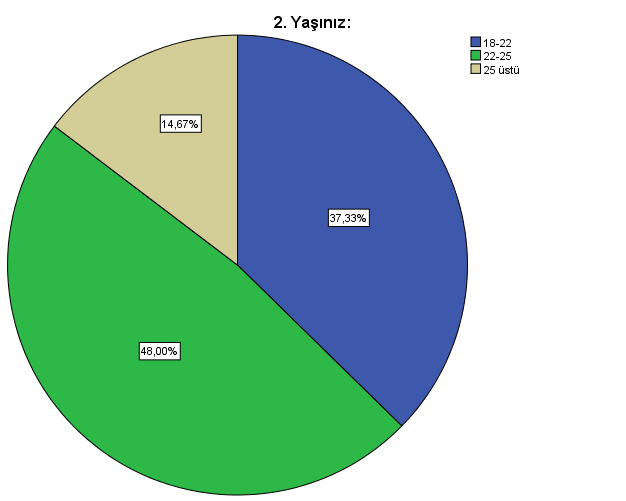 2. Yaşınız:
18-22
22-25
25 üstü
14,67%
37,33%
48,00%